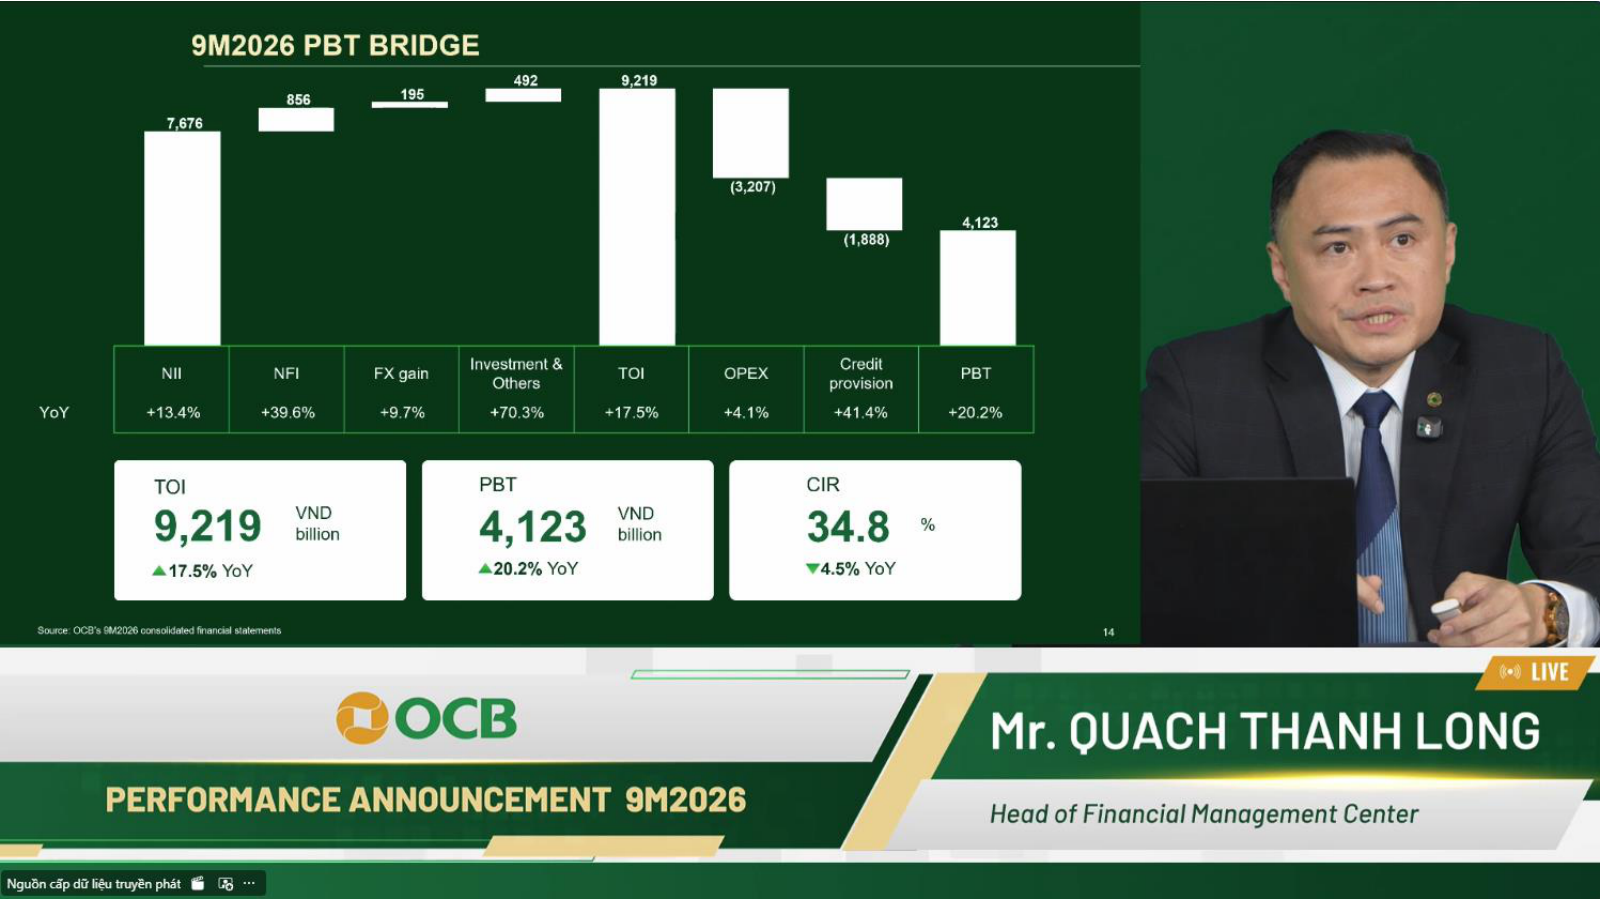 9M2026 PBT BRIDGE
7,676
856
195
492
9,219
(3,207)
(1,888)
4,123
NII
NFI
FX gain
Investment &
Others
TOI
OPEX
Credit
provision
PBT
YoY
+13.4%
+39.6%
+9.7%
+70.3%
+17.5%
+4.1%
+41.4%
+20.2%
TOI
9,219
VND
billion
▲17.5% YoY
PBT
4,123
VND
billion
▲20.2% YoY
CIR
34.8
%
▼4.5% YoY
Source: OCB's 9M2026 consolidated financial statements
14
LIVE
OCB
Mr. QUACH THANH LONG
PERFORMANCE ANNOUNCEMENT 9M2026
Head of Financial Management Center
Nguồn cấp dữ liệu truyền phát